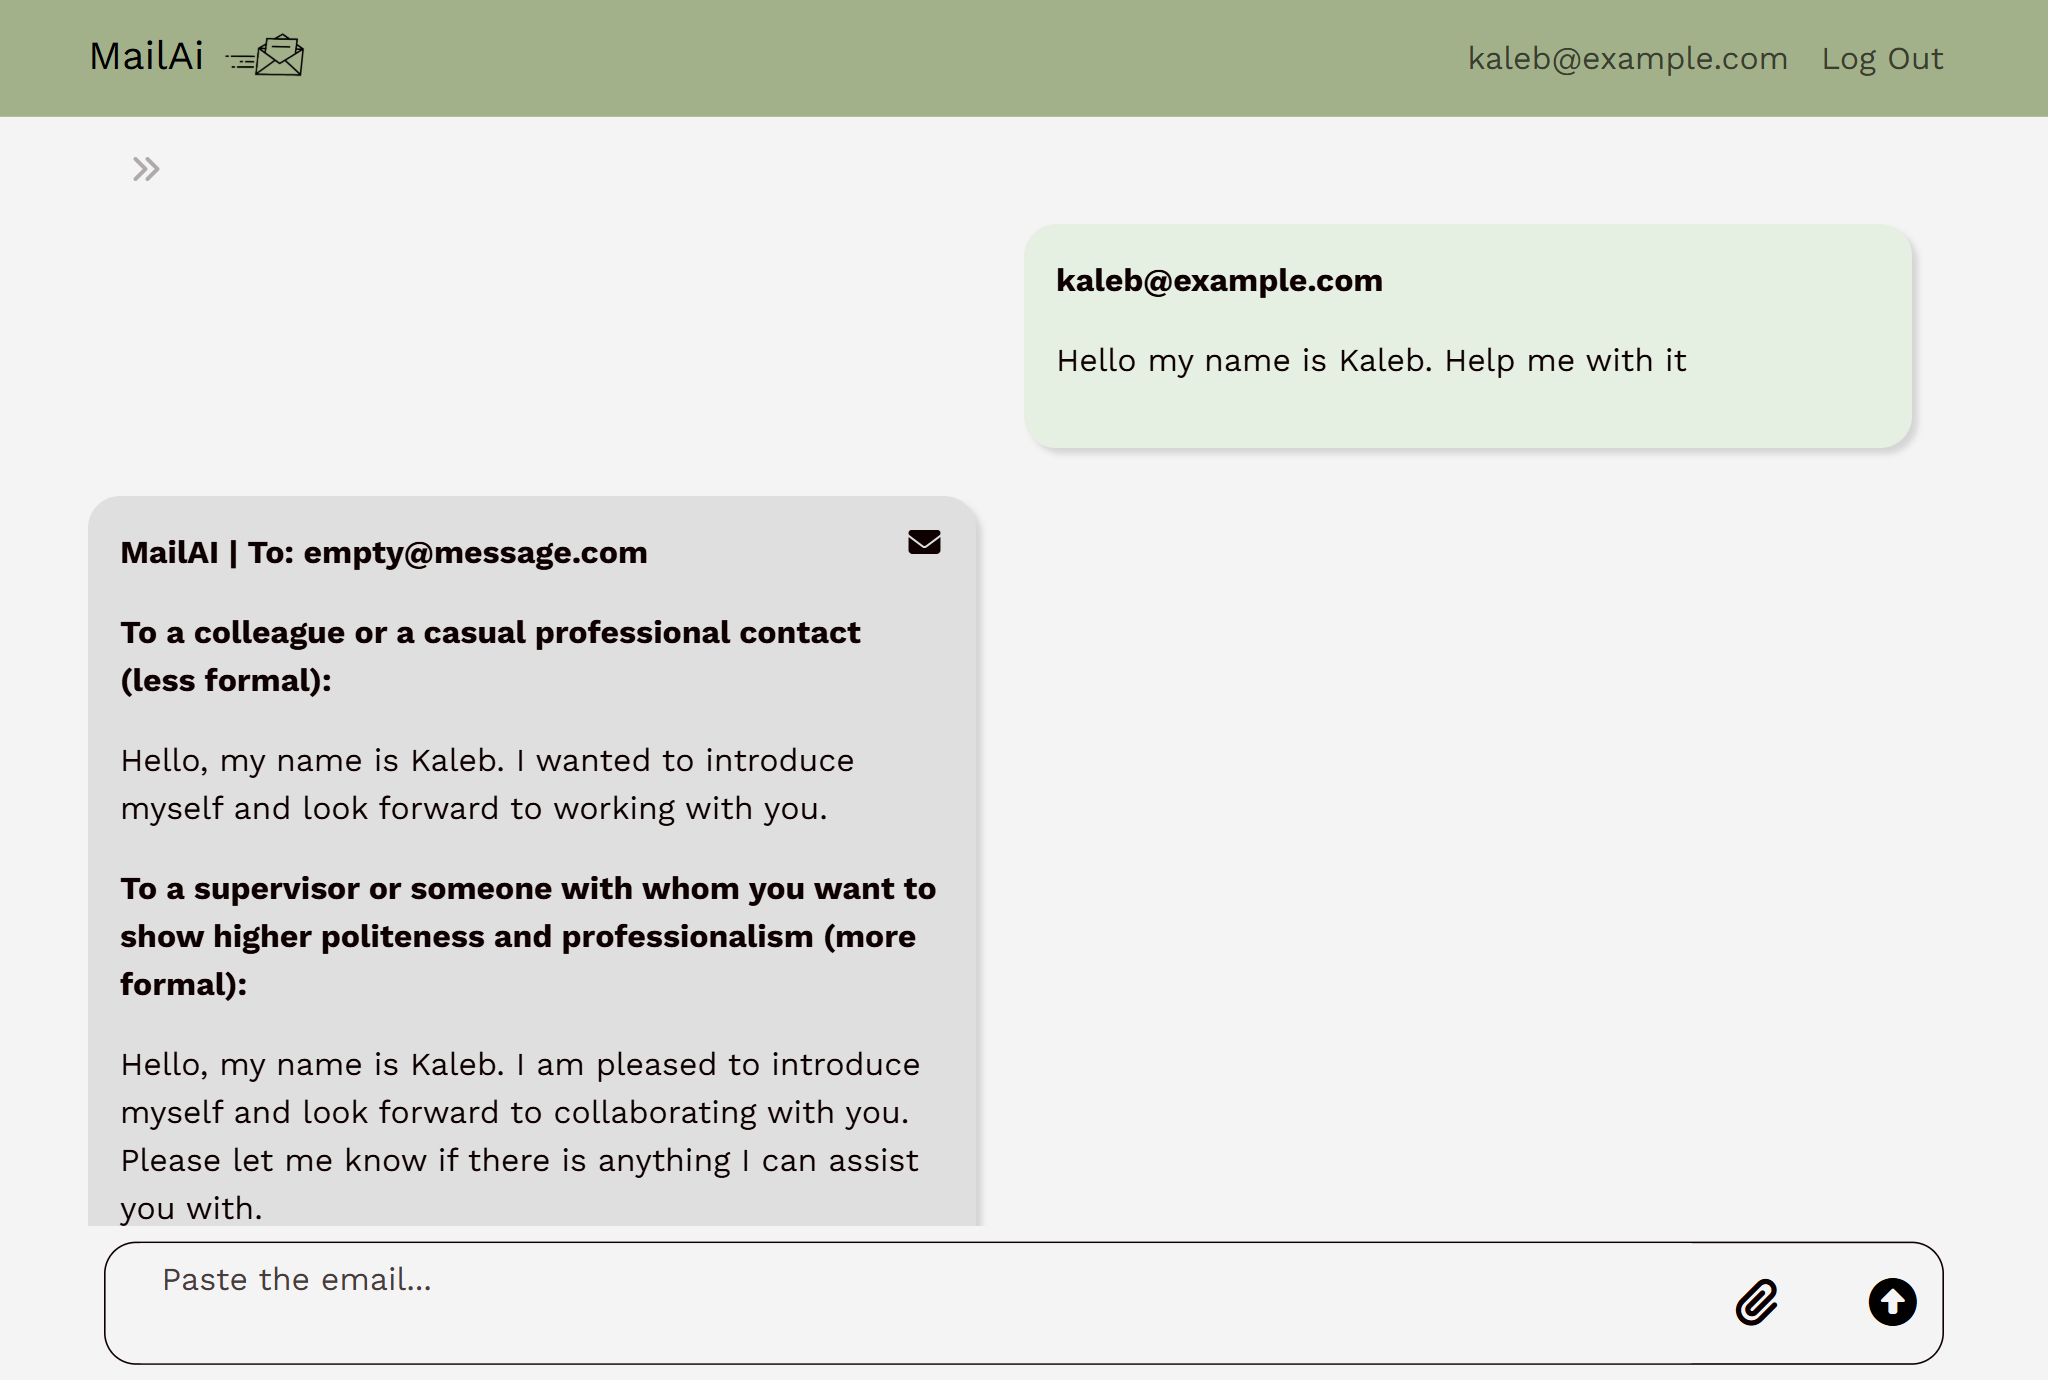 MailAi
kaleb@example.com Log Out
kaleb@example.com
Hello my name is Kaleb. Help me with it
MailAI | To: empty@message.com
To a colleague or a casual professional contact
(less formal):
Hello, my name is Kaleb. I wanted to introduce
myself and look forward to working with you.
To a supervisor or someone with whom you want to
show higher politeness and professionalism (more
formal):
Hello, my name is Kaleb. I am pleased to introduce
myself and look forward to collaborating with you.
Please let me know if there is anything I can assist
you with.
Paste the email...